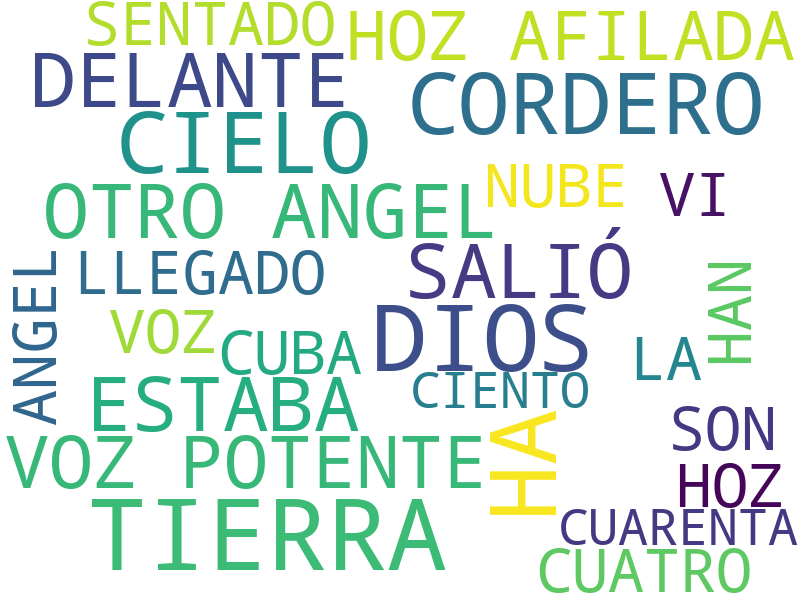 SENTADO
HOZ AFILADA
DELANTE
CORDERO
CIELO
NUBE
VI
OTRO ANGEL
SALIÓ
LLEGADO
ANGEL
HAN
VOZ
CUBA
DIOS
LA
ESTABA
CIENTO
SON
VOZ POTENTE
HA
HOZ
TIERRA
CUARENTA
CUATRO